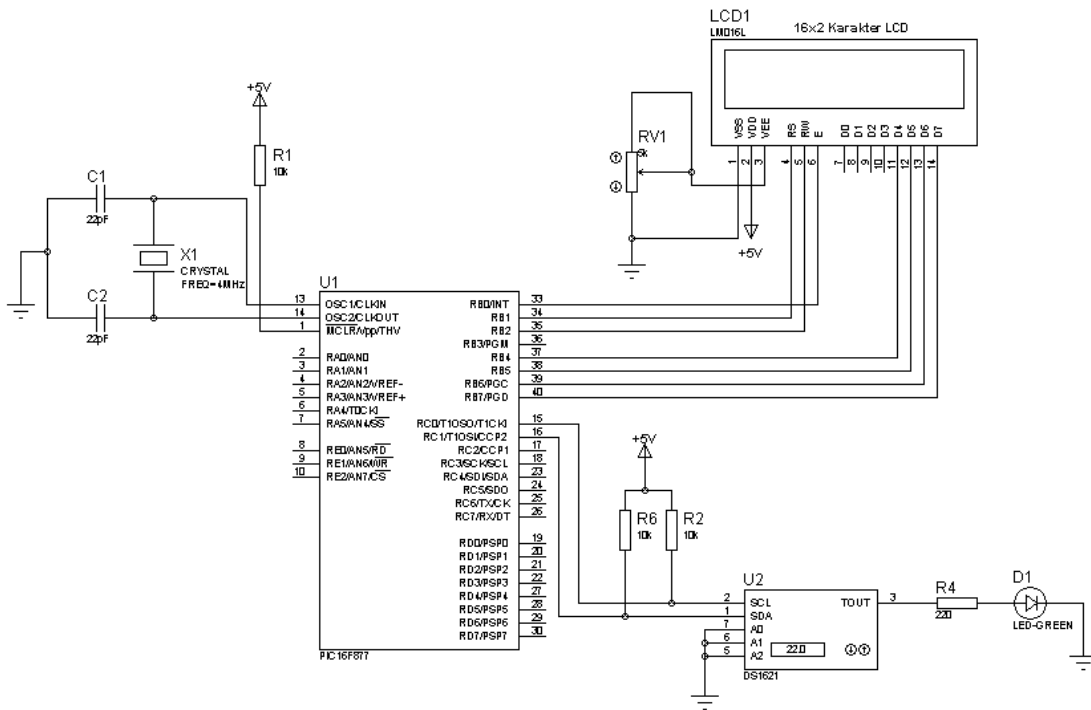 LCD1
LM016L
16x2 Karakter LCD
VSS VDD VEE RS RW E D0 D1 D2 D3 D4 D5 D6 D7
1 2 3 4 5 6 7 8 9 10 11 12 13 14
+5V
RV1
5k
+5V
R1
10k
C1
22pF
X1
CRYSTAL
FREQ=4MHz
C2
22pF
U1
13 OSC1/CLKIN RB0/INT 33
14 OSC2/CLKOUT RB1 34
1 MCLR/Vpp/THV RB2 35
RB3/PGM 36
2 RA0/AN0 RB4 37
3 RA1/AN1 RB5 38
4 RA2/AN2/VREF- RB6/PGC 39
5 RA3/AN3/VREF+ RB7/PGD 40
6 RA4/T0CKI
7 RA5/AN4/SS RC0/T1OSO/T1CKI 15
RC1/T1OSI/CCP2 16
8 RE0/AN5/RD RC2/CCP1 17
9 RE1/AN6/WR RC3/SCK/SCL 18
10 RE2/AN7/CS RC4/SDI/SDA 23
RC5/SDO 24
RC6/TX/CK 25
RC7/RX/DT 26
RD0/PSP0 19
RD1/PSP1 20
RD2/PSP2 21
RD3/PSP3 22
RD4/PSP4 27
RD5/PSP5 28
RD6/PSP6 29
RD7/PSP7 30
PIC16F877
+5V
R6
10k
R2
10k
U2
2 SCL TOUT 3
1 SDA
7 A0
6 A1
5 A2
22.0
DS1621
R4
220
D1
LED-GREEN